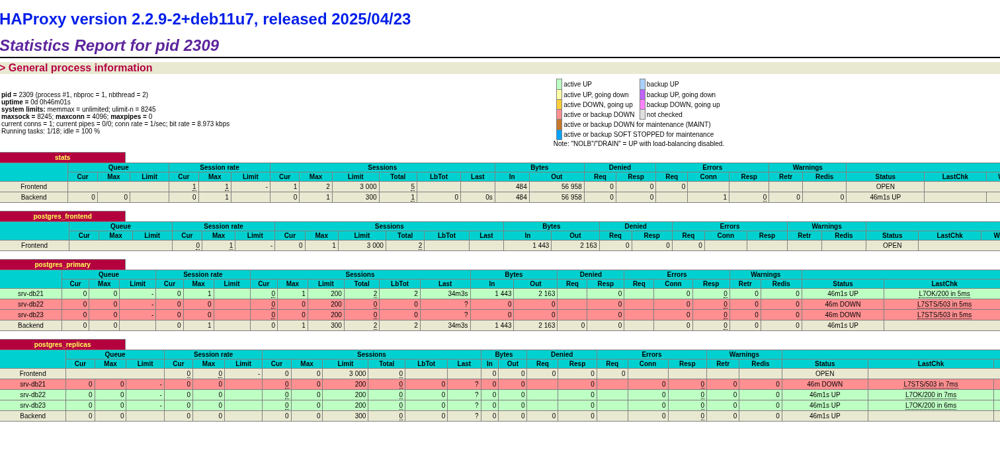 HAProxy version 2.2.9-2+deb11u7, released 2025/04/23
Statistics Report for pid 2309
> General process information
pid = 2309 (process #1, nbproc = 1, nbthread = 2)
uptime = 0d 0h46m01s
system limits: memmax = unlimited; ulimit-n = 8245
maxsock = 8245; maxconn = 4096; maxpipes = 0
current conns = 1; current pipes = 0/0; conn rate = 1/sec; bit rate = 8.973 kbps
Running tasks: 1/18; idle = 100 %
active UP backup UP
active UP, going down backup UP, going down
active DOWN, going up backup DOWN, going up
active or backup DOWN not checked
active or backup DOWN for maintenance (MAINT)
active or backup SOFT STOPPED for maintenance
Note: "NOLB"/"DRAIN" = UP with load-balancing disabled.
stats
Queue Session rate Sessions Bytes Denied Errors Warnings
Cur Max Limit Cur Max Limit Cur Max Limit Total LbTot Last In Out Req Resp Req Conn Resp Retr Redis Status LastChk
Frontend 1 1 - 1 2 3 000 5 484 56 958 0 0 0 OPEN
Backend 0 0 0 1 0 1 300 1 0 0s 484 56 958 0 0 1 0 0 0 46m1s UP
postgres_frontend
Queue Session rate Sessions Bytes Denied Errors Warnings
Cur Max Limit Cur Max Limit Cur Max Limit Total LbTot Last In Out Req Resp Req Conn Resp Retr Redis Status LastChk W
Frontend 0 1 - 0 1 3 000 2 1 443 2 163 0 0 0 OPEN
postgres_primary
Queue Session rate Sessions Bytes Denied Errors Warnings
Cur Max Limit Cur Max Limit Cur Max Limit Total LbTot Last In Out Req Resp Req Conn Resp Retr Redis Status LastChk
srv-db21 0 0 - 0 1 0 1 200 2 2 34m3s 1 443 2 163 0 0 0 0 0 46m1s UP L7OK/200 in 5ms
srv-db22 0 0 - 0 0 0 0 200 0 0 ? 0 0 0 0 0 0 0 46m DOWN L7STS/503 in 5ms
srv-db23 0 0 - 0 0 0 0 200 0 0 ? 0 0 0 0 0 0 0 46m DOWN L7STS/503 in 5ms
Backend 0 0 0 1 0 1 300 2 2 34m3s 1 443 2 163 0 0 0 0 0 0 46m1s UP
postgres_replicas
Queue Session rate Sessions Bytes Denied Errors Warnings
Cur Max Limit Cur Max Limit Cur Max Limit Total LbTot Last In Out Req Resp Req Conn Resp Retr Redis Status LastChk
Frontend 0 0 - 0 0 3 000 0 0 0 0 0 0 OPEN
srv-db21 0 0 - 0 0 0 0 200 0 0 ? 0 0 0 0 0 0 0 46m DOWN L7STS/503 in 7ms
srv-db22 0 0 - 0 0 0 0 200 0 0 ? 0 0 0 0 0 0 0 46m1s UP L7OK/200 in 7ms
srv-db23 0 0 - 0 0 0 0 200 0 0 ? 0 0 0 0 0 0 0 46m1s UP L7OK/200 in 6ms
Backend 0 0 0 0 0 0 300 0 0 ? 0 0 0 0 0 0 0 0 46m1s UP